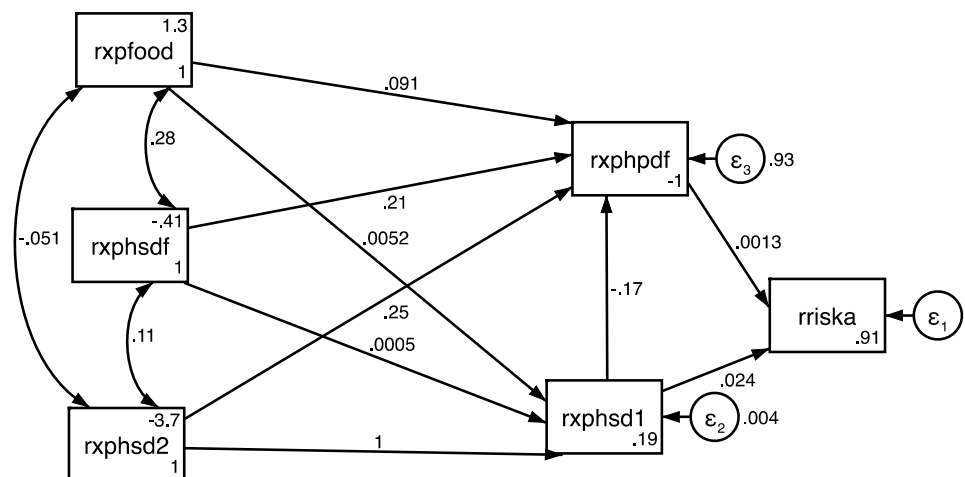 1.3
rxpfood
1
.091
.28
rxphpdf
-1
ε3
.93
-.41
rxphsdf
1
.21
.0052
-.051
.0013
-.17
rriska
.91
ε1
.11
.25
.0005
.024
-3.7
rxphsd2
1
1
rxphsd1
.19
ε2
.004